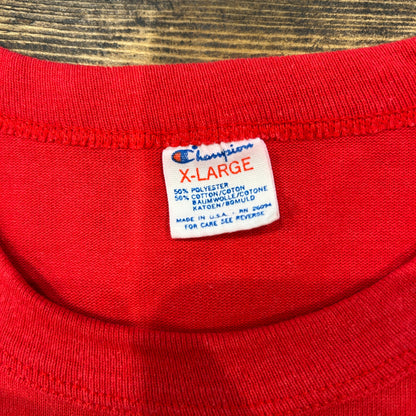 Champion
X-LARGE
50% POLYESTER
50% COTTON/COTON
BAUMWOLLE/COTONE
KATOEN/BOMULD
MADE IN U.S.A. · RN 26094
FOR CARE SEE REVERSE